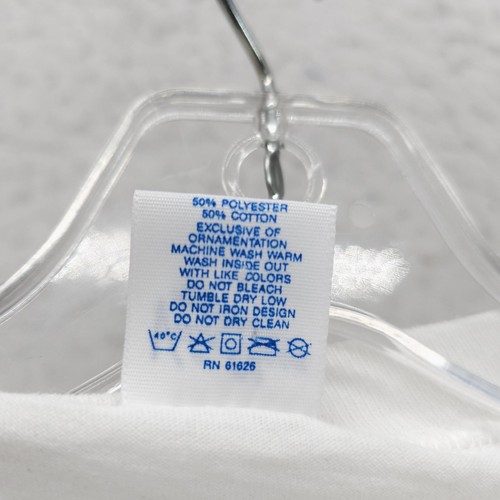 50% POLYESTER
50% COTTON
EXCLUSIVE OF
ORNAMENTATION
MACHINE WASH WARM
WASH INSIDE OUT
WITH LIKE COLORS
DO NOT BLEACH
TUMBLE DRY LOW
DO NOT IRON DESIGN
DO NOT DRY CLEAN
40°C
RN 61626